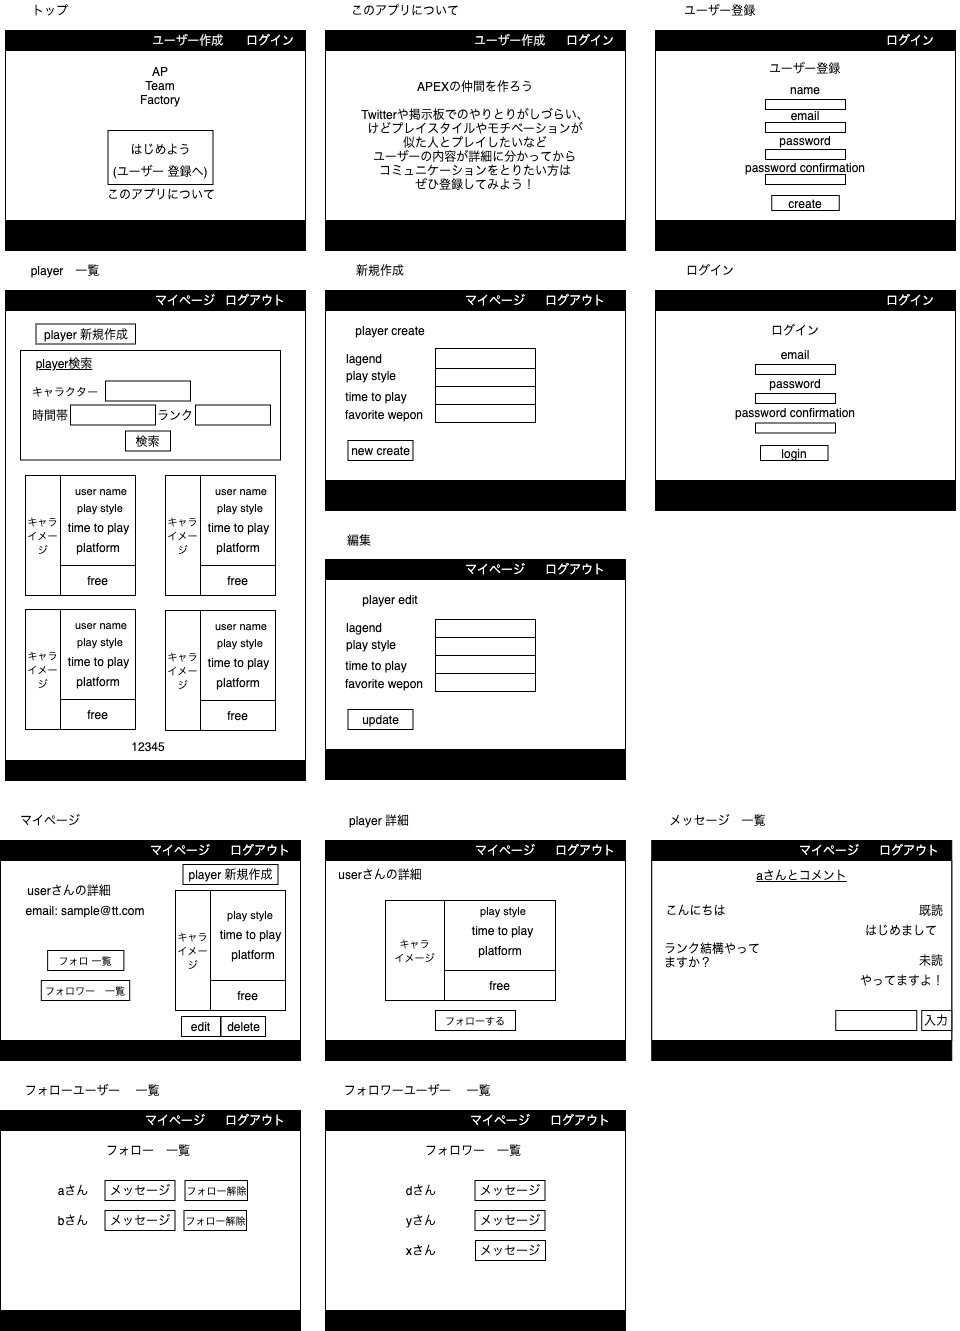 トップ
ユーザー作成 ログイン
AP
Team
Factory
はじめよう
(ユーザー 登録へ)
このアプリについて
このアプリについて
ユーザー作成 ログイン
APEXの仲間を作ろう
Twitterや掲示板でのやりとりがしづらい、
けどプレイスタイルやモチベーションが
似た人とプレイしたいなど
ユーザーの内容が詳細に分かってから
コミュニケーションをとりたい方は
ぜひ登録してみよう！
ユーザー登録
ログイン
ユーザー登録
name
email
password
password confirmation
create
player 一覧
マイページ ログアウト
player 新規作成
player検索
キャラクター
時間帯 ランク
検索
キャラ
イメー
ジ
user name
play style
time to play
platform
free
キャラ
イメー
ジ
user name
play style
time to play
platform
free
キャラ
イメー
ジ
user name
play style
time to play
platform
free
キャラ
イメー
ジ
user name
play style
time to play
platform
free
12345
新規作成
マイページ ログアウト
player create
lagend
play style
time to play
favorite wepon
new create
ログイン
ログイン
ログイン
email
password
password confirmation
login
編集
マイページ ログアウト
player edit
lagend
play style
time to play
favorite wepon
update
マイページ
マイページ ログアウト
player 新規作成
userさんの詳細
email: sample@tt.com
フォロ 一覧
フォロワー 一覧
キャラ
イメー
ジ
play style
time to play
platform
free
edit delete
player 詳細
マイページ ログアウト
userさんの詳細
キャラ
イメージ
play style
time to play
platform
free
フォローする
メッセージ 一覧
マイページ ログアウト
aさんとコメント
こんにちは
既読
はじめまして
ランク結構やって
ますか？
未読
やってますよ！
入力
フォローユーザー 一覧
マイページ ログアウト
フォロー 一覧
aさん メッセージ フォロー解除
bさん メッセージ フォロー解除
フォロワーユーザー 一覧
マイページ ログアウト
フォロワー 一覧
dさん メッセージ
yさん メッセージ
xさん メッセージ